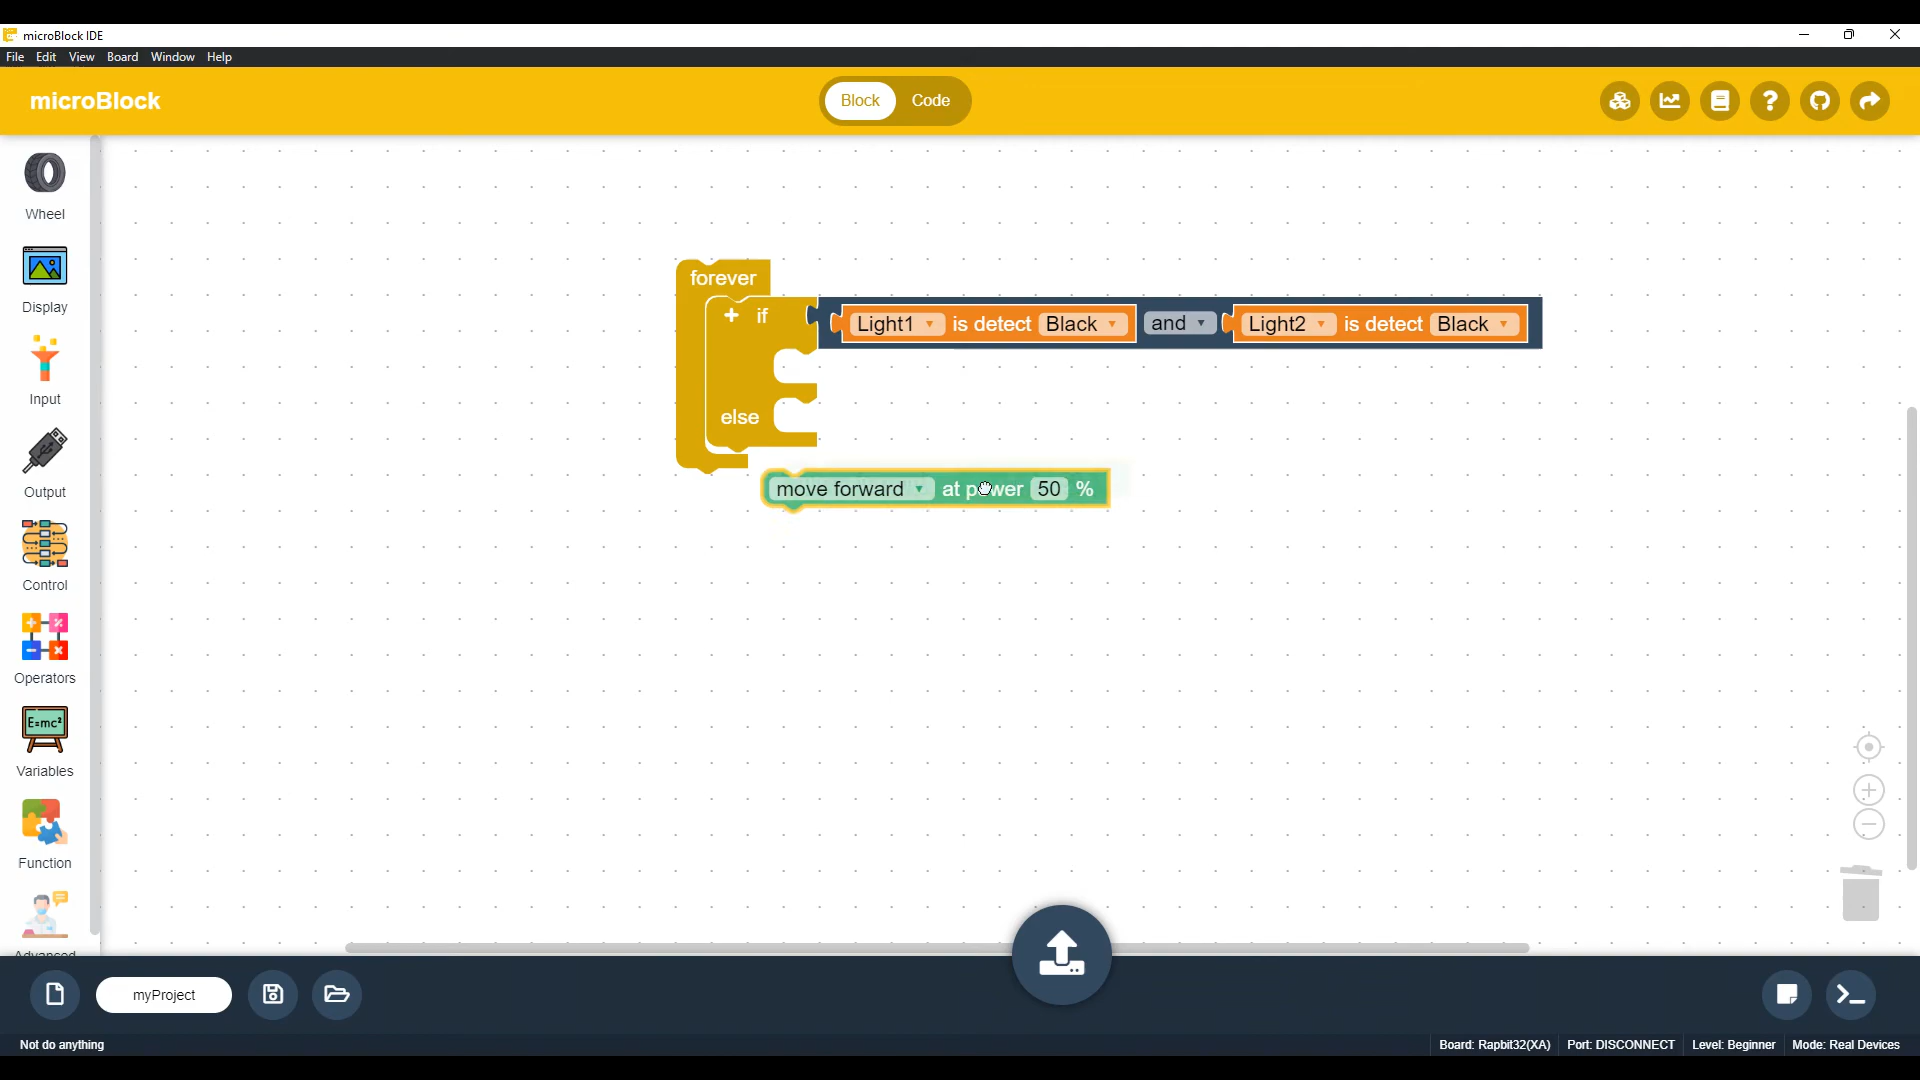 microBlock IDE
File Edit View Board Window Help
microBlock
Block Code
Wheel
Display
Input
Output
Control
Operators
E=mc²
Variables
Function
Advanced
forever
+ if Light1 is detect Black and Light2 is detect Black
else
move forward at power 50 %
myProject
Not do anything
Board: Rapbit32(XA) Port: DISCONNECT Level: Beginner Mode: Real Devices